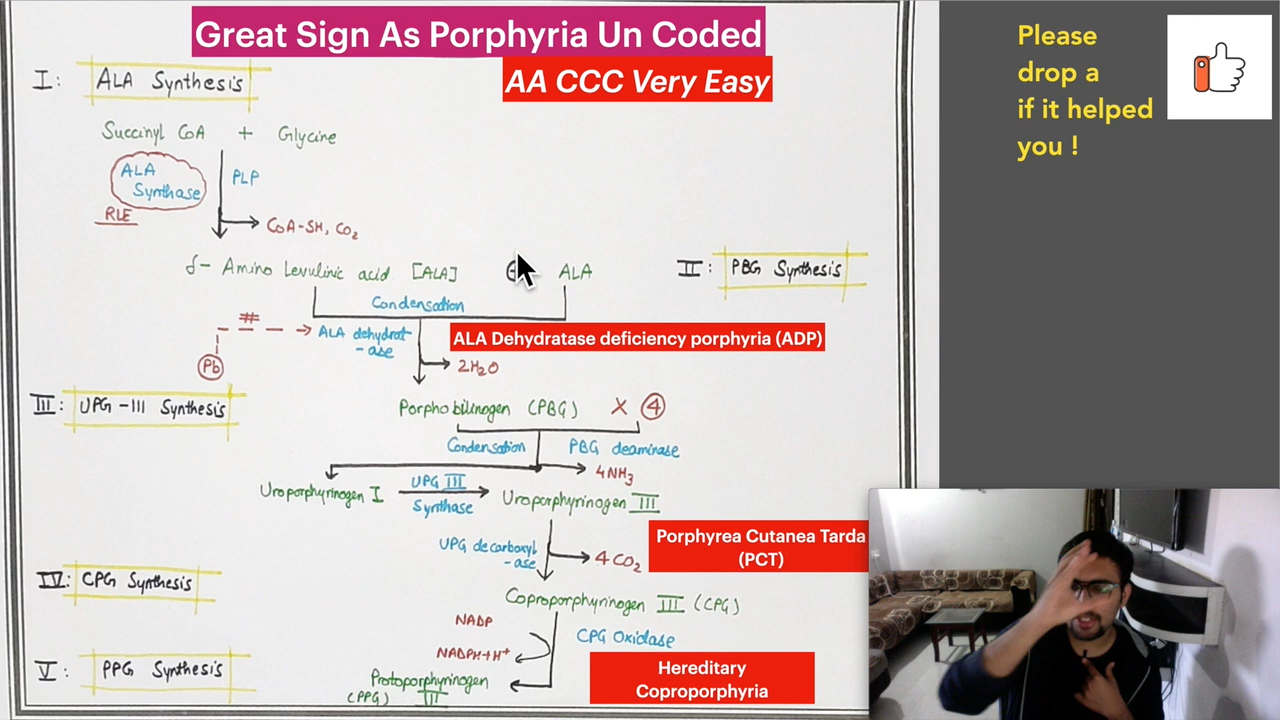 Great Sign As Porphyria Un Coded
AA CCC Very Easy
Please
drop a
if it helped
you !
I: ALA Synthesis
Succinyl CoA + Glycine
ALA
Synthase
PLP
RLE
CoA-SH, CO₂
δ- Amino Levulinic acid [ALA] ALA
II: PBG Synthesis
Condensation
ALA dehydrat
-ase
ALA Dehydratase deficiency porphyria (ADP)
Pb
2H₂O
III: UPG-III Synthesis
Porphobilinogen (PBG) X 4
Condensation PBG deaminase
4NH₃
Uroporphyrinogen I
UPG III
Synthase
Uroporphyrinogen III
UPG decarboxyl
-ase
4CO₂
Porphyrea Cutanea Tarda
(PCT)
IV: CPG Synthesis
Coproporphyrinogen III (CPG)
NADP
CPG Oxidase
NADPH+H⁺
V: PPG Synthesis
Protoporphyrinogen
(PPG) III
Hereditary
Coproporphyria